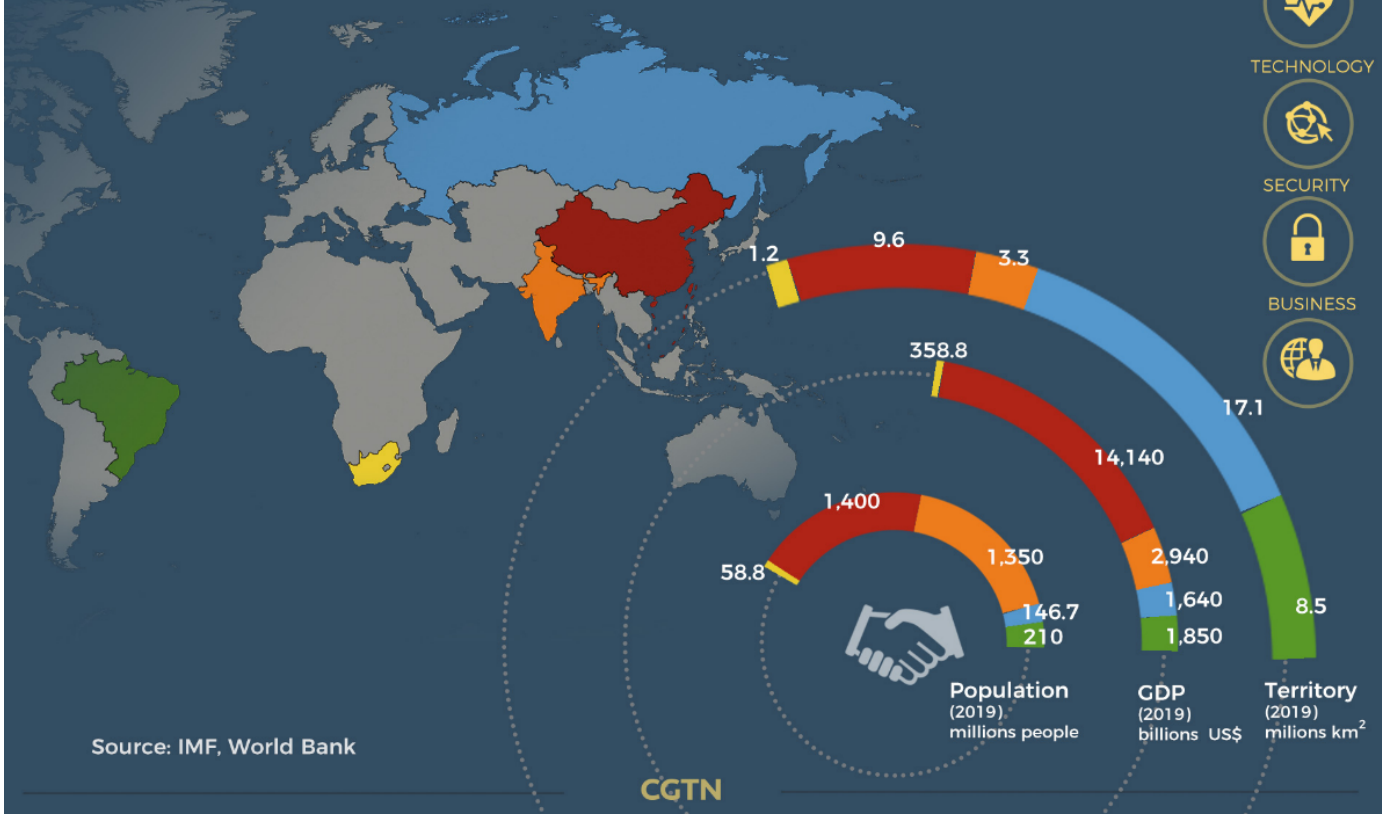 TECHNOLOGY
SECURITY
BUSINESS
1.2
9.6
3.3
17.1
8.5
358.8
14,140
2,940
1,640
1,850
58.8
1,400
1,350
146.7
210
Population
(2019)
millions people
GDP
(2019)
billions US$
Territory
(2019)
milions km²
Source: IMF, World Bank
CGTN